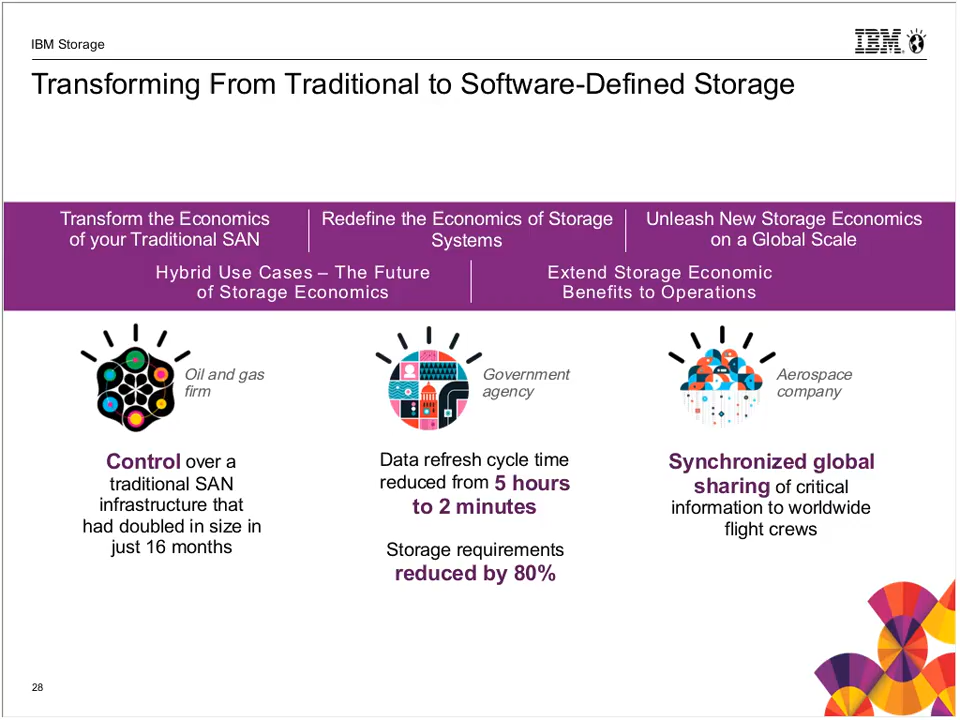 IBM Storage
IBM
Transforming From Traditional to Software-Defined Storage
Transform the Economics
of your Traditional SAN
Redefine the Economics of Storage
Systems
Unleash New Storage Economics
on a Global Scale
Hybrid Use Cases – The Future
of Storage Economics
Extend Storage Economic
Benefits to Operations
Oil and gas
firm
Government
agency
Aerospace
company
Control over a
traditional SAN
infrastructure that
had doubled in size in
just 16 months
Data refresh cycle time
reduced from 5 hours
to 2 minutes
Storage requirements
reduced by 80%
Synchronized global
sharing of critical
information to worldwide
flight crews
28